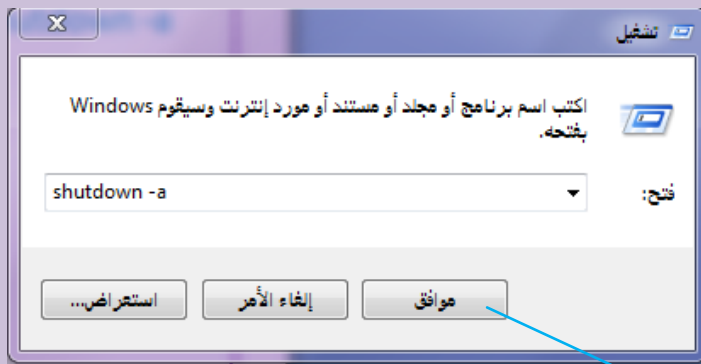 تشغيل
اكتب اسم برنامج أو مجلد أو مستند أو مورد إنترنت وسيقوم Windows
بفتحه.
فتح:
shutdown -a
موافق
إلغاء الأمر
استعراض...